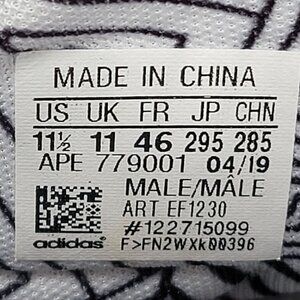 MADE IN CHINA
US UK FR JP CHN
11½ 11 46 295 285
APE 779001 04/19
MALE/MÂLE
ART EF1230
#122715099
adidas® F>FN2WXk00396